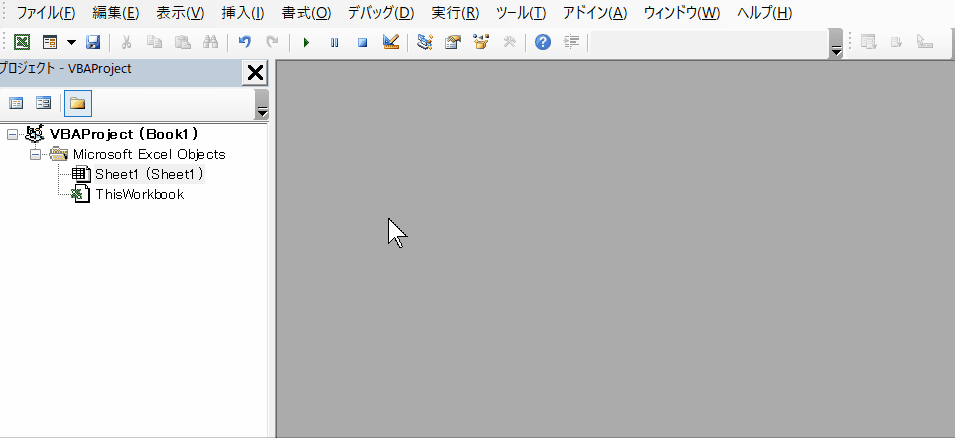 ファイル(F) 編集(E) 表示(V) 挿入(I) 書式(O) デバッグ(D) 実行(R) ツール(T) アドイン(A) ウィンドウ(W) ヘルプ(H)
プロジェクト - VBAProject
VBAProject (Book1)
Microsoft Excel Objects
Sheet1 (Sheet1)
ThisWorkbook